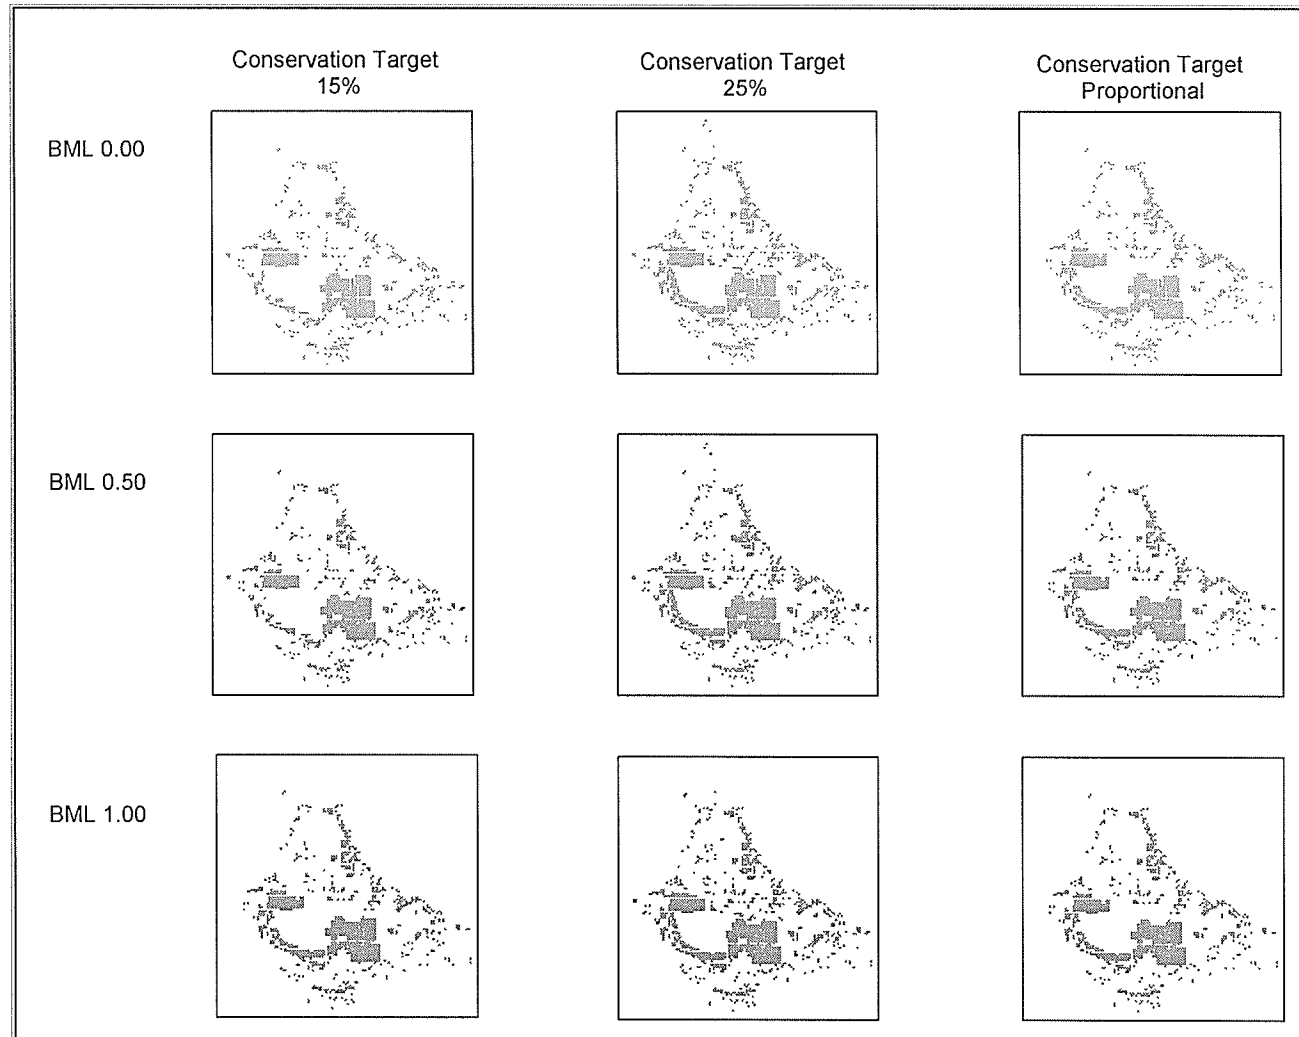 Conservation Target
15%
Conservation Target
25%
Conservation Target
Proportional
BML 0.00
BML 0.50
BML 1.00